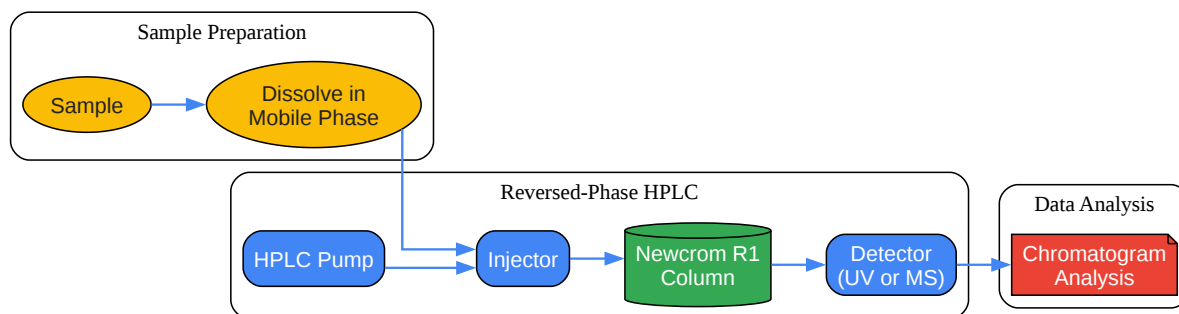 Sample Preparation
Sample
Dissolve in
Mobile Phase
Reversed-Phase HPLC
HPLC Pump
Injector
Newcrom R1
Column
Detector
(UV or MS)
Data Analysis
Chromatogram
Analysis